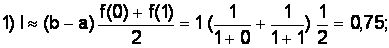 1) I ≈ (b − a) (f(0) + f(1))/2 = 1 (1/(1+0) + 1/(1+1)) 1/2 = 0,75;